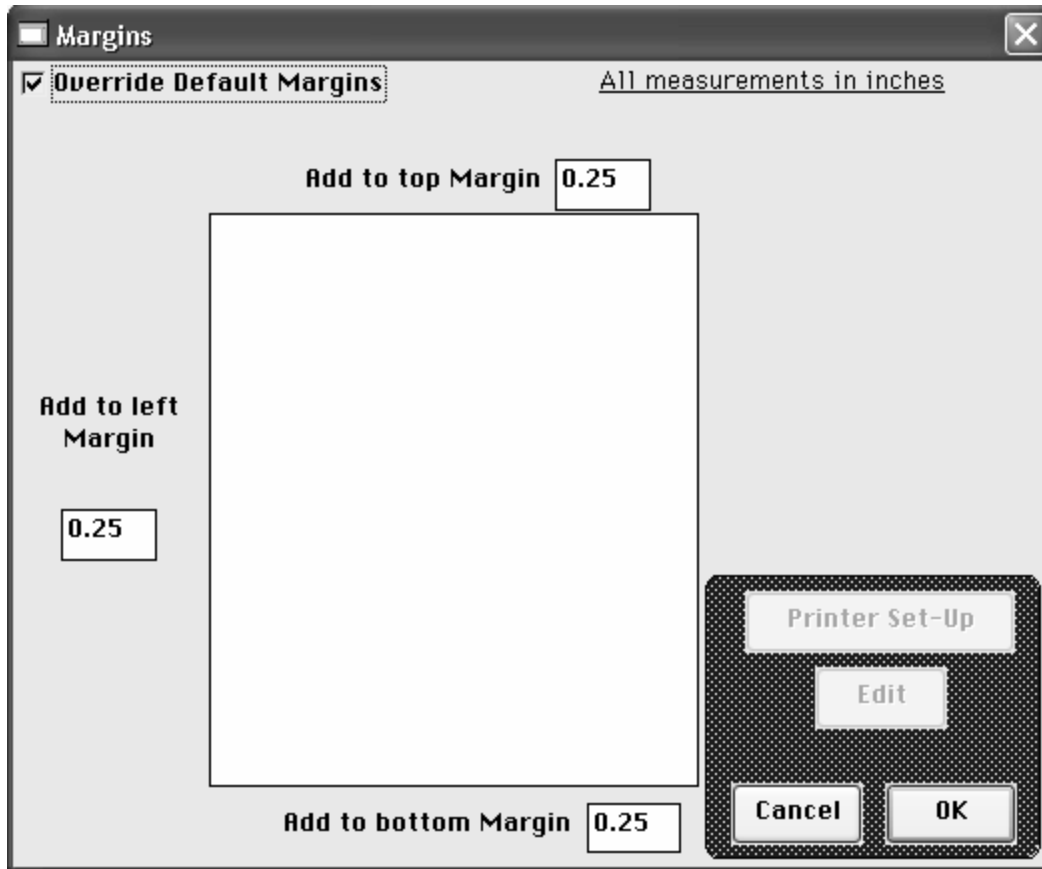 Margins
Override Default Margins
All measurements in inches
Add to top Margin 0.25
Add to left
Margin
0.25
Printer Set-Up
Edit
Cancel OK
Add to bottom Margin 0.25